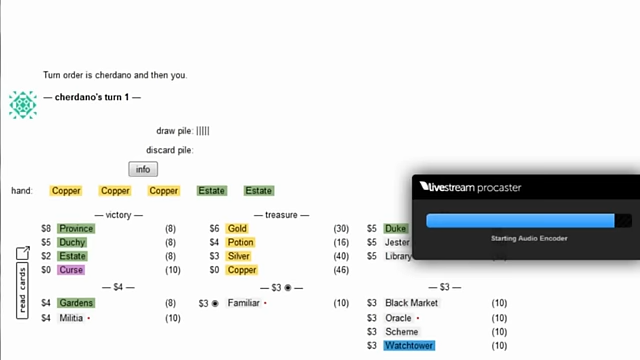 Turn order is cherdano and then you.
— cherdano's turn 1 —
draw pile: |||||
discard pile:
info
hand: Copper Copper Copper Estate Estate
— victory —
$8 Province (8)
$5 Duchy (8)
$2 Estate (8)
$0 Curse (10)
— treasure —
$6 Gold (30)
$4 Potion (16)
$3 Silver (40)
$0 Copper (46)
$5 Duke
$5 Jester
$5 Library
livestream procaster
Starting Audio Encoder
read cards
— $4 —
$4 Gardens (8)
$4 Militia • (10)
— $3 ◉ —
$3 ◉ Familiar • (10)
— $3 —
$3 Black Market (10)
$3 Oracle • (10)
$3 Scheme (10)
$3 Watchtower (10)